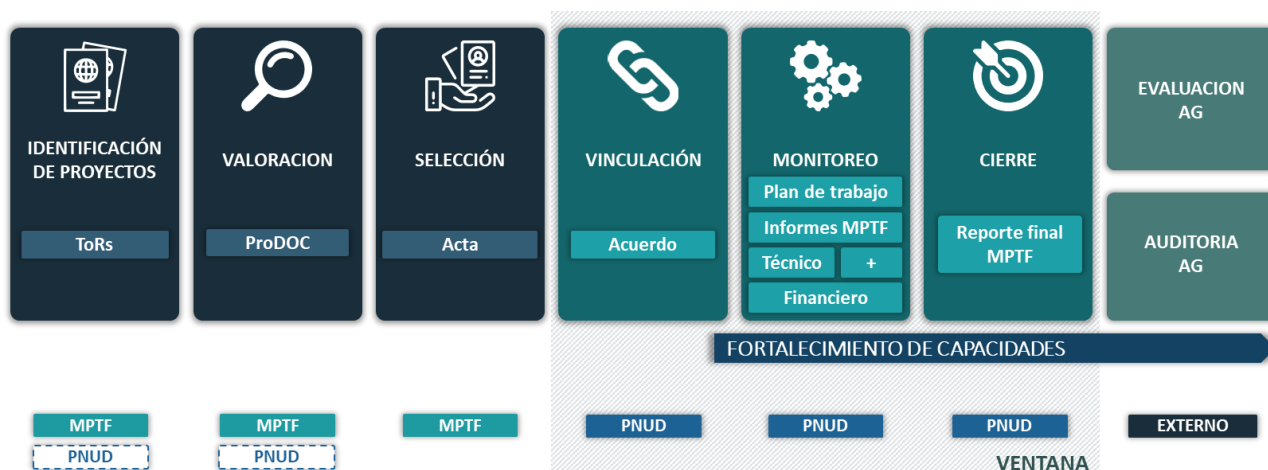 IDENTIFICACIÓN
DE PROYECTOS
ToRs
VALORACION
ProDOC
SELECCIÓN
Acta
VINCULACIÓN
Acuerdo
MONITOREO
Plan de trabajo
Informes MPTF
Técnico
+
Financiero
CIERRE
Reporte final
MPTF
EVALUACION
AG
AUDITORIA
AG
FORTALECIMIENTO DE CAPACIDADES
MPTF
PNUD
MPTF
PNUD
MPTF
PNUD
PNUD
PNUD
EXTERNO
VENTANA